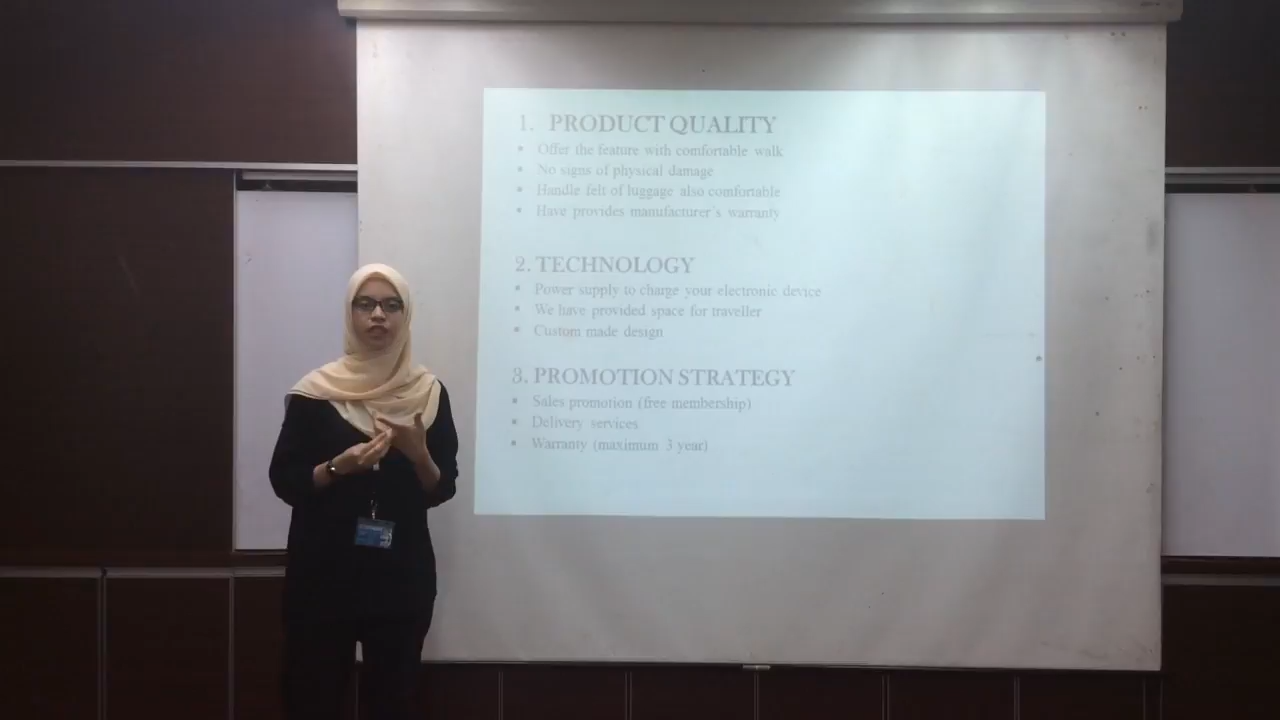 1. PRODUCT QUALITY
▪ Offer the feature with comfortable walk
▪ No signs of physical damage
▪ Handle felt of luggage also comfortable
▪ Have provides manufacturer's warranty
2. TECHNOLOGY
▪ Power supply to charge your electronic device
▪ We have provided space for traveller
▪ Custom made design
3. PROMOTION STRATEGY
▪ Sales promotion (free membership)
▪ Delivery services
▪ Warranty (maximum 3 year)